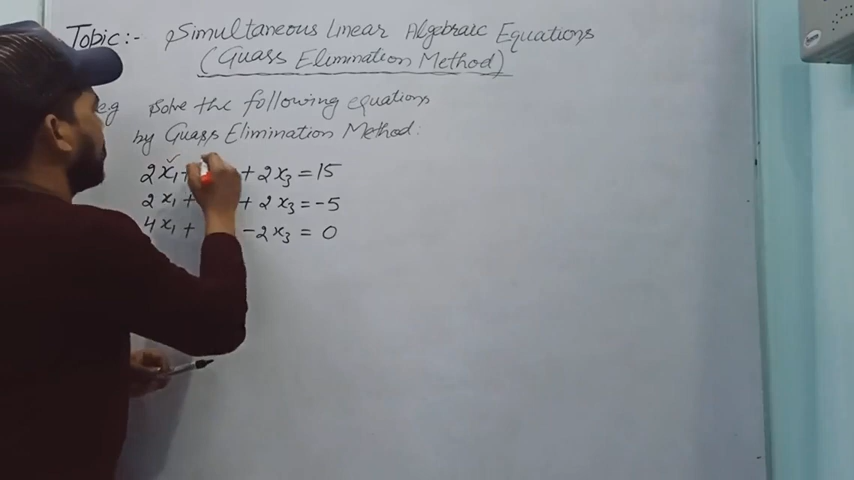 Topic:- Simultaneous Linear Algebraic Equations
(Guass Elimination Method)
e.g Solve the following equations
by Guass Elimination Method:
2x₁+ + 2x₃ = 15
2x₁ + + 2x₃ = -5
4x₁ + - 2x₃ = 0